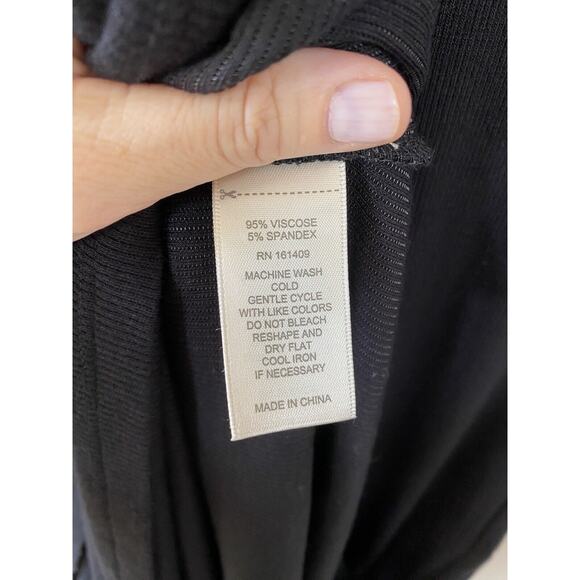 95% VISCOSE
5% SPANDEX
RN 161409
MACHINE WASH
COLD
GENTLE CYCLE
WITH LIKE COLORS
DO NOT BLEACH
RESHAPE AND
DRY FLAT
COOL IRON
IF NECESSARY
MADE IN CHINA